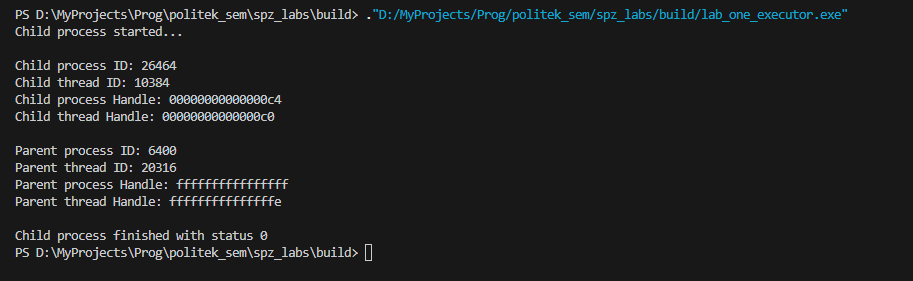 PS D:\MyProjects\Prog\politek_sem\spz_labs\build> ."D:/MyProjects/Prog/politek_sem/spz_labs/build/lab_one_executor.exe"
Child process started...
Child process ID: 26464
Child thread ID: 10384
Child process Handle: 00000000000000c4
Child thread Handle: 00000000000000c0
Parent process ID: 6400
Parent thread ID: 20316
Parent process Handle: ffffffffffffffff
Parent thread Handle: fffffffffffffffe
Child process finished with status 0
PS D:\MyProjects\Prog\politek_sem\spz_labs\build>